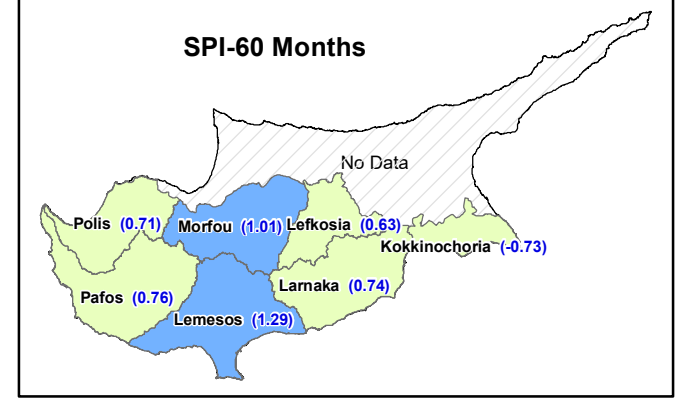 SPI-60 Months
No Data
Polis (0.71)
Morfou (1.01)
Lefkosia (0.63)
Kokkinochoria (-0.73)
Pafos (0.76)
Larnaka (0.74)
Lemesos (1.29)